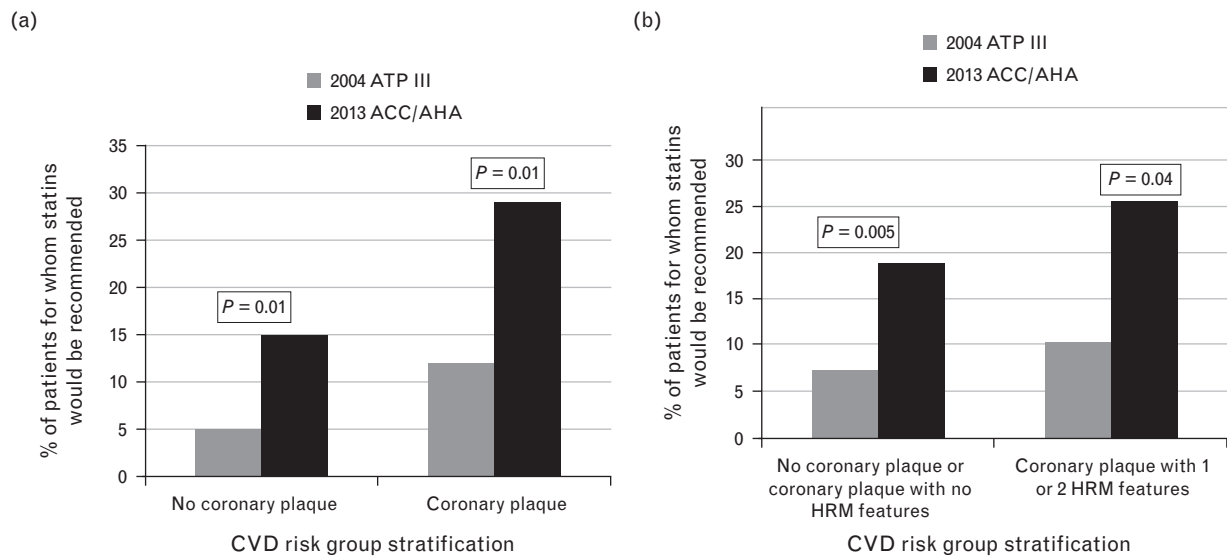 (a)
2004 ATP III
2013 ACC/AHA
% of patients for whom statins
would be recommended
35
30
25
20
15
10
5
0
P = 0.01
P = 0.01
No coronary plaque
Coronary plaque
CVD risk group stratification
(b)
2004 ATP III
2013 ACC/AHA
% of patients for whom statins
would be recommended
30
25
20
15
10
5
0
P = 0.005
P = 0.04
No coronary plaque or
coronary plaque with no
HRM features
Coronary plaque with 1
or 2 HRM features
CVD risk group stratification